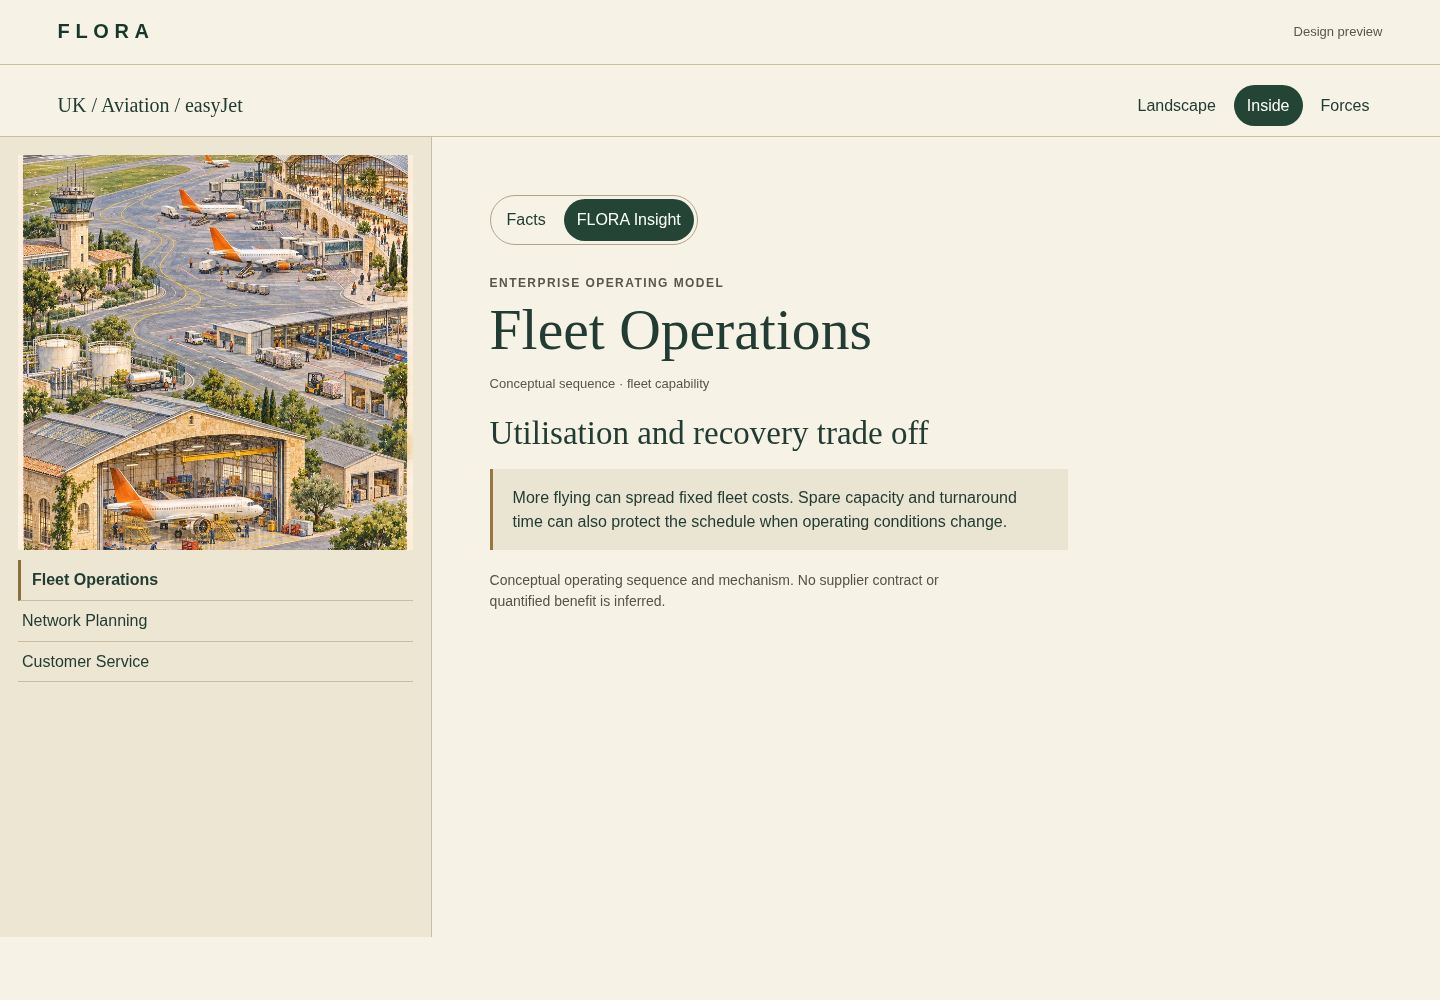 FLORA
Design preview
UK / Aviation / easyJet
Landscape
Inside
Forces
Facts
FLORA Insight
ENTERPRISE OPERATING MODEL
Fleet Operations
Conceptual sequence · fleet capability
Utilisation and recovery trade off
More flying can spread fixed fleet costs. Spare capacity and turnaround
time can also protect the schedule when operating conditions change.
Conceptual operating sequence and mechanism. No supplier contract or
quantified benefit is inferred.
Fleet Operations
Network Planning
Customer Service